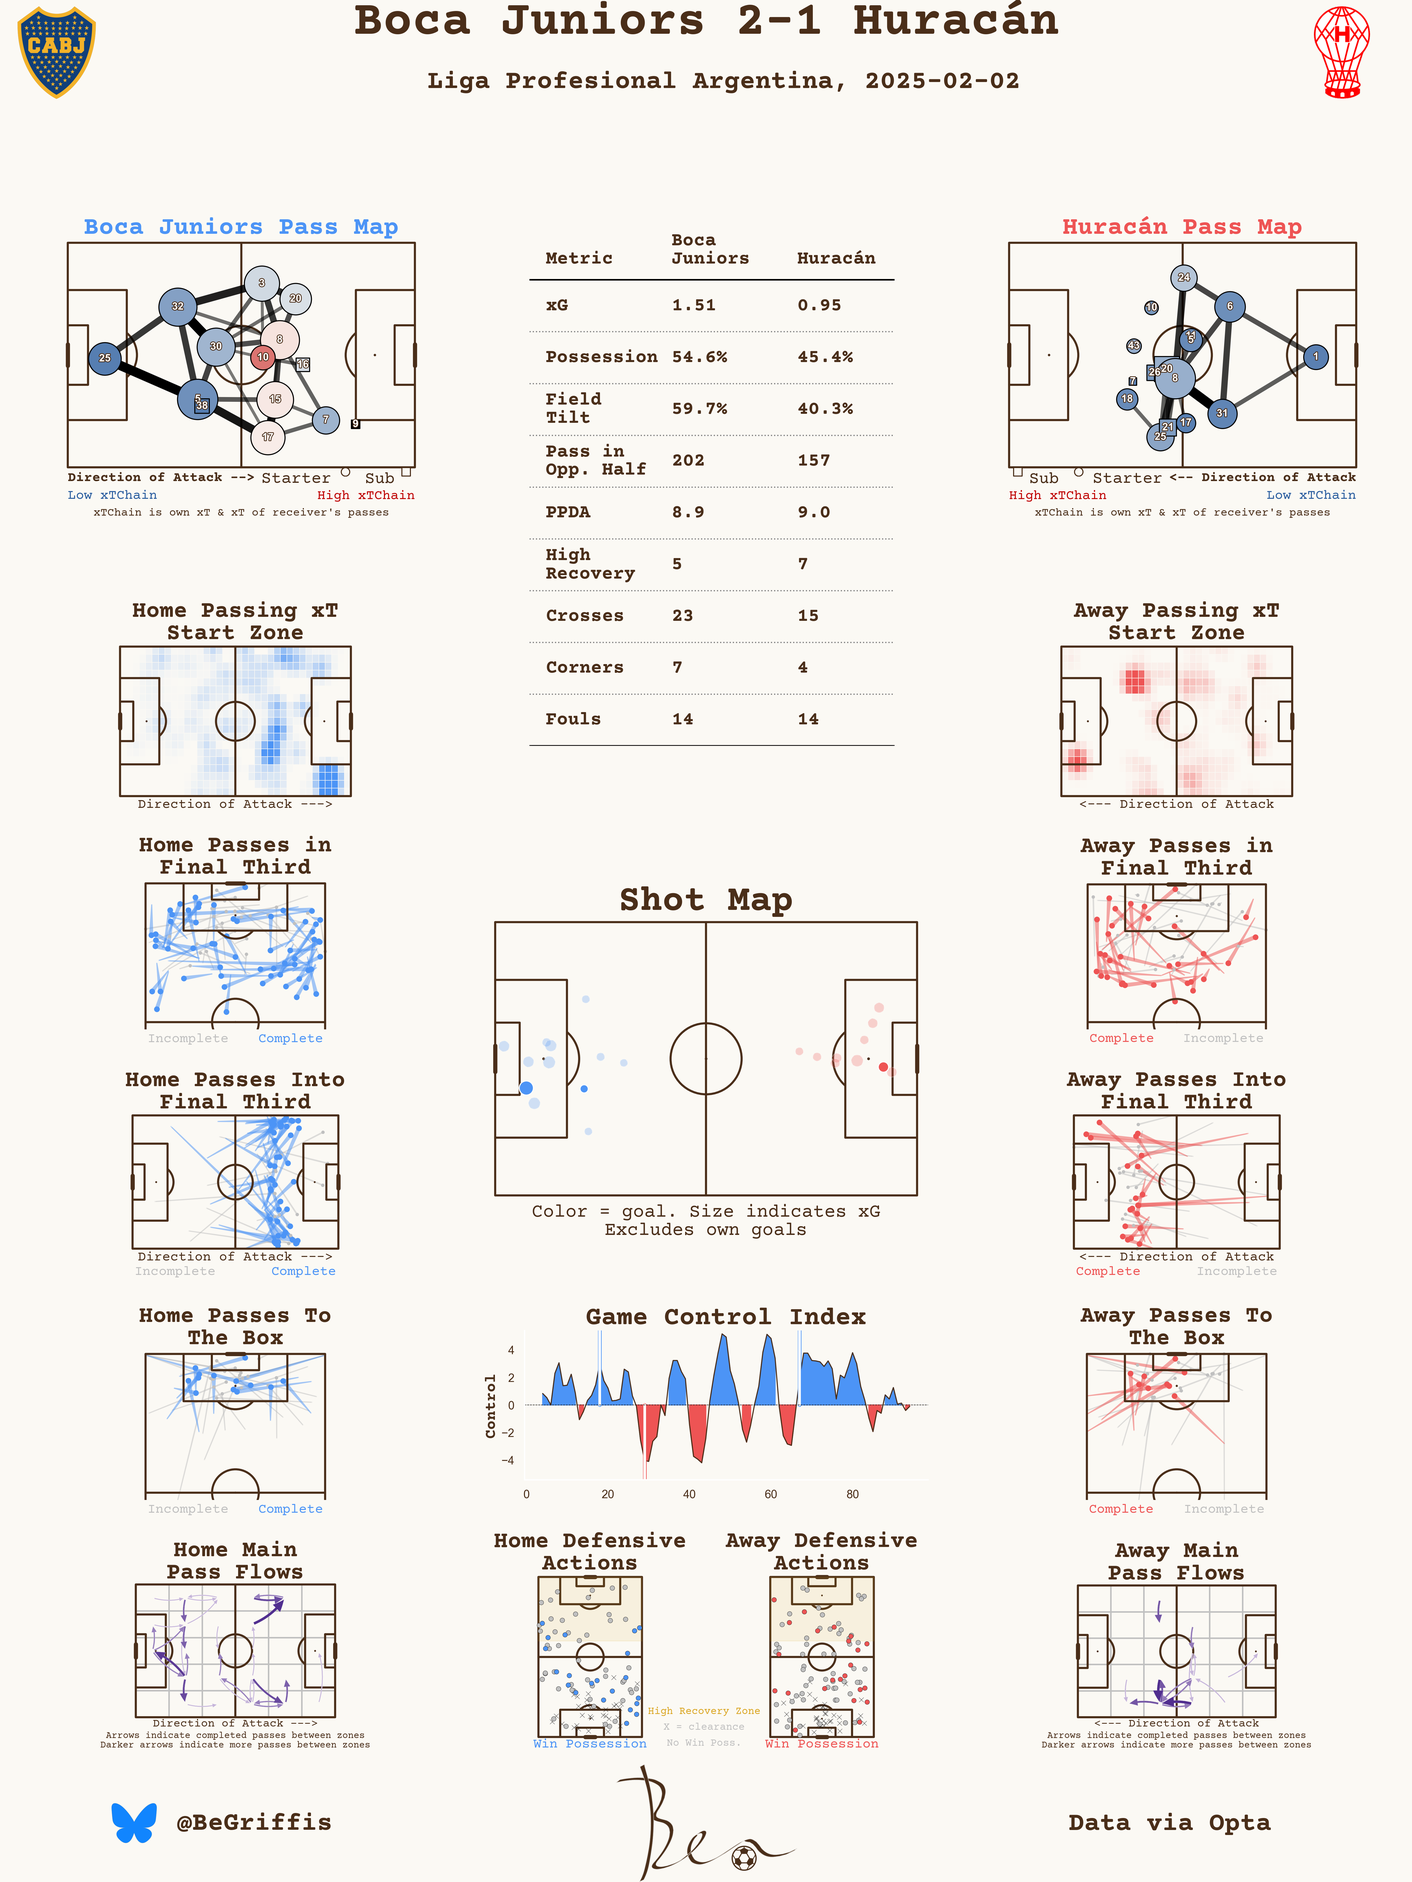 Boca Juniors 2-1 Huracán
Liga Profesional Argentina, 2025-02-02
CABJ
H
Boca Juniors Pass Map
3
20
32
8
30
10
16
25
5
38
15
7
9
17
Direction of Attack --> Starter Sub
Low xTChain High xTChain
xTChain is own xT & xT of receiver's passes
Metric Boca Juniors Huracán
xG 1.51 0.95
Possession 54.6% 45.4%
Field Tilt 59.7% 40.3%
Pass in Opp. Half 202 157
PPDA 8.9 9.0
High Recovery 5 7
Crosses 23 15
Corners 7 4
Fouls 14 14
Huracán Pass Map
24
10
6
5
43
1
20
26
8
7
18
31
21
17
25
Sub Starter <-- Direction of Attack
High xTChain Low xTChain
xTChain is own xT & xT of receiver's passes
Home Passing xT
Start Zone
Direction of Attack --->
Away Passing xT
Start Zone
<--- Direction of Attack
Home Passes in
Final Third
Incomplete Complete
Away Passes in
Final Third
Complete Incomplete
Shot Map
Color = goal. Size indicates xG
Excludes own goals
Home Passes Into
Final Third
Direction of Attack --->
Incomplete Complete
Away Passes Into
Final Third
<--- Direction of Attack
Complete Incomplete
Home Passes To
The Box
Incomplete Complete
Game Control Index
Control
4
2
0
−2
−4
0 20 40 60 80
Away Passes To
The Box
Complete Incomplete
Home Main
Pass Flows
Direction of Attack --->
Arrows indicate completed passes between zones
Darker arrows indicate more passes between zones
Home Defensive
Actions
Win Possession
Away Defensive
Actions
Win Possession
High Recovery Zone
X = clearance
No Win Poss.
Away Main
Pass Flows
<--- Direction of Attack
Arrows indicate completed passes between zones
Darker arrows indicate more passes between zones
@BeGriffis
Ben
Data via Opta